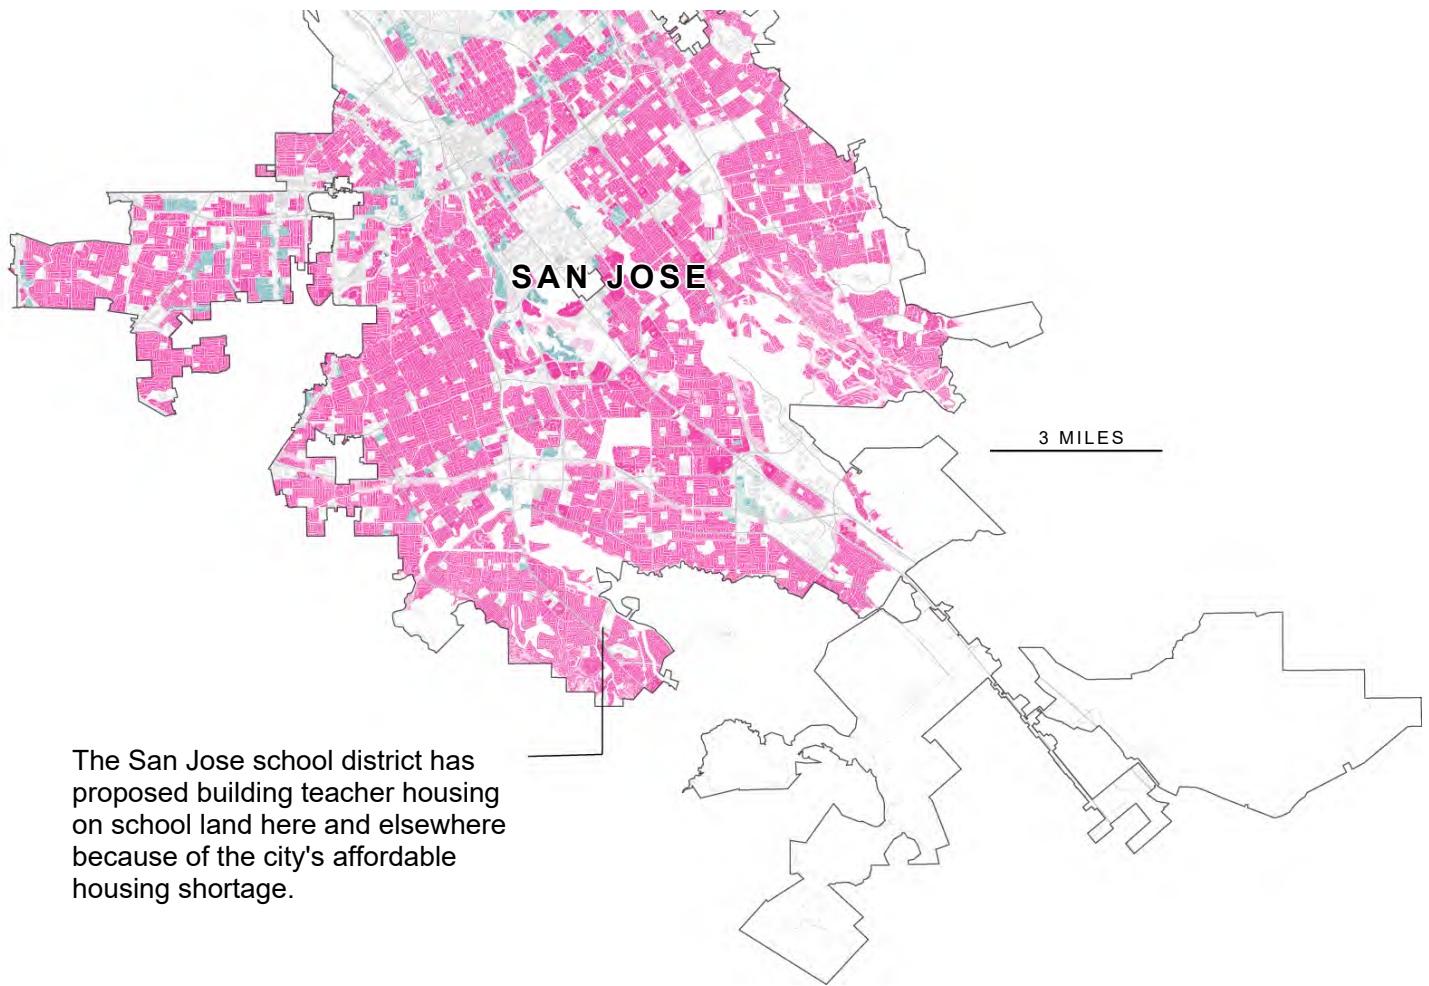 SAN JOSE
3 MILES
The San Jose school district has
proposed building teacher housing
on school land here and elsewhere
because of the city's affordable
housing shortage.